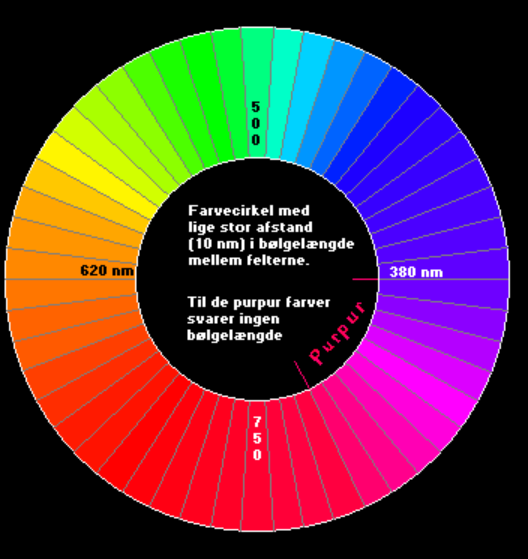 500
Farvecirkel med
lige stor afstand
(10 nm) i bølgelængde
mellem felterne.
620 nm
380 nm
Til de purpur farver
svarer ingen
bølgelængde
Purpur
750